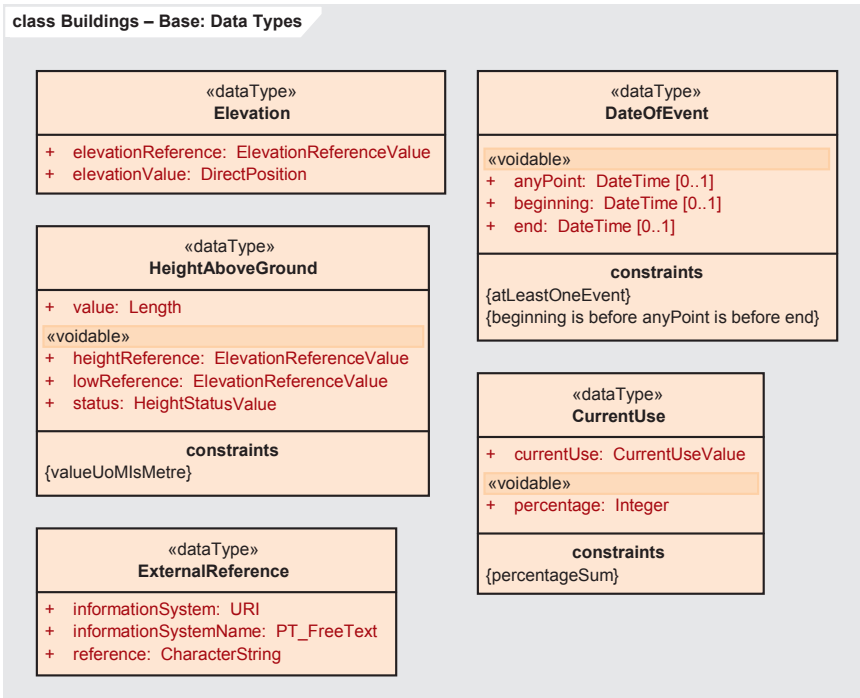 class Buildings – Base: Data Types
«dataType»
Elevation
+ elevationReference: ElevationReferenceValue
+ elevationValue: DirectPosition
«dataType»
HeightAboveGround
+ value: Length
«voidable»
+ heightReference: ElevationReferenceValue
+ lowReference: ElevationReferenceValue
+ status: HeightStatusValue
constraints
{valueUoMIsMetre}
«dataType»
ExternalReference
+ informationSystem: URI
+ informationSystemName: PT_FreeText
+ reference: CharacterString
«dataType»
DateOfEvent
«voidable»
+ anyPoint: DateTime [0..1]
+ beginning: DateTime [0..1]
+ end: DateTime [0..1]
constraints
{atLeastOneEvent}
{beginning is before anyPoint is before end}
«dataType»
CurrentUse
+ currentUse: CurrentUseValue
«voidable»
+ percentage: Integer
constraints
{percentageSum}